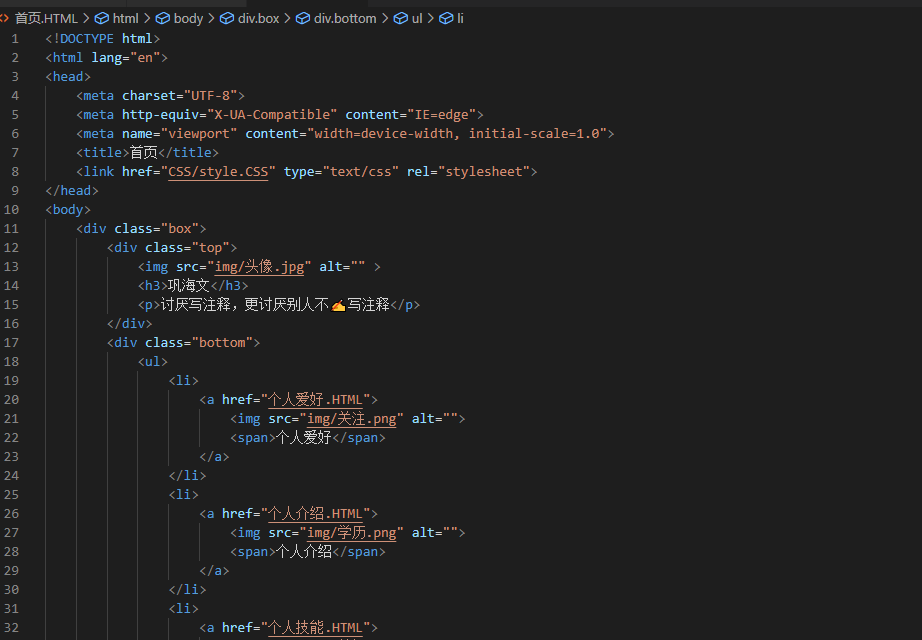 首页.HTML > html > body > div.box > div.bottom > ul > li
1 <!DOCTYPE html>
2 <html lang="en">
3 <head>
4 <meta charset="UTF-8">
5 <meta http-equiv="X-UA-Compatible" content="IE=edge">
6 <meta name="viewport" content="width=device-width, initial-scale=1.0">
7 <title>首页</title>
8 <link href="CSS/style.CSS" type="text/css" rel="stylesheet">
9 </head>
10 <body>
11 <div class="box">
12 <div class="top">
13 <img src="img/头像.jpg" alt="" >
14 <h3>巩海文</h3>
15 <p>讨厌写注释，更讨厌别人不✍写注释</p>
16 </div>
17 <div class="bottom">
18 <ul>
19 <li>
20 <a href="个人爱好.HTML">
21 <img src="img/关注.png" alt="">
22 <span>个人爱好</span>
23 </a>
24 </li>
25 <li>
26 <a href="个人介绍.HTML">
27 <img src="img/学历.png" alt="">
28 <span>个人介绍</span>
29 </a>
30 </li>
31 <li>
32 <a href="个人技能.HTML">